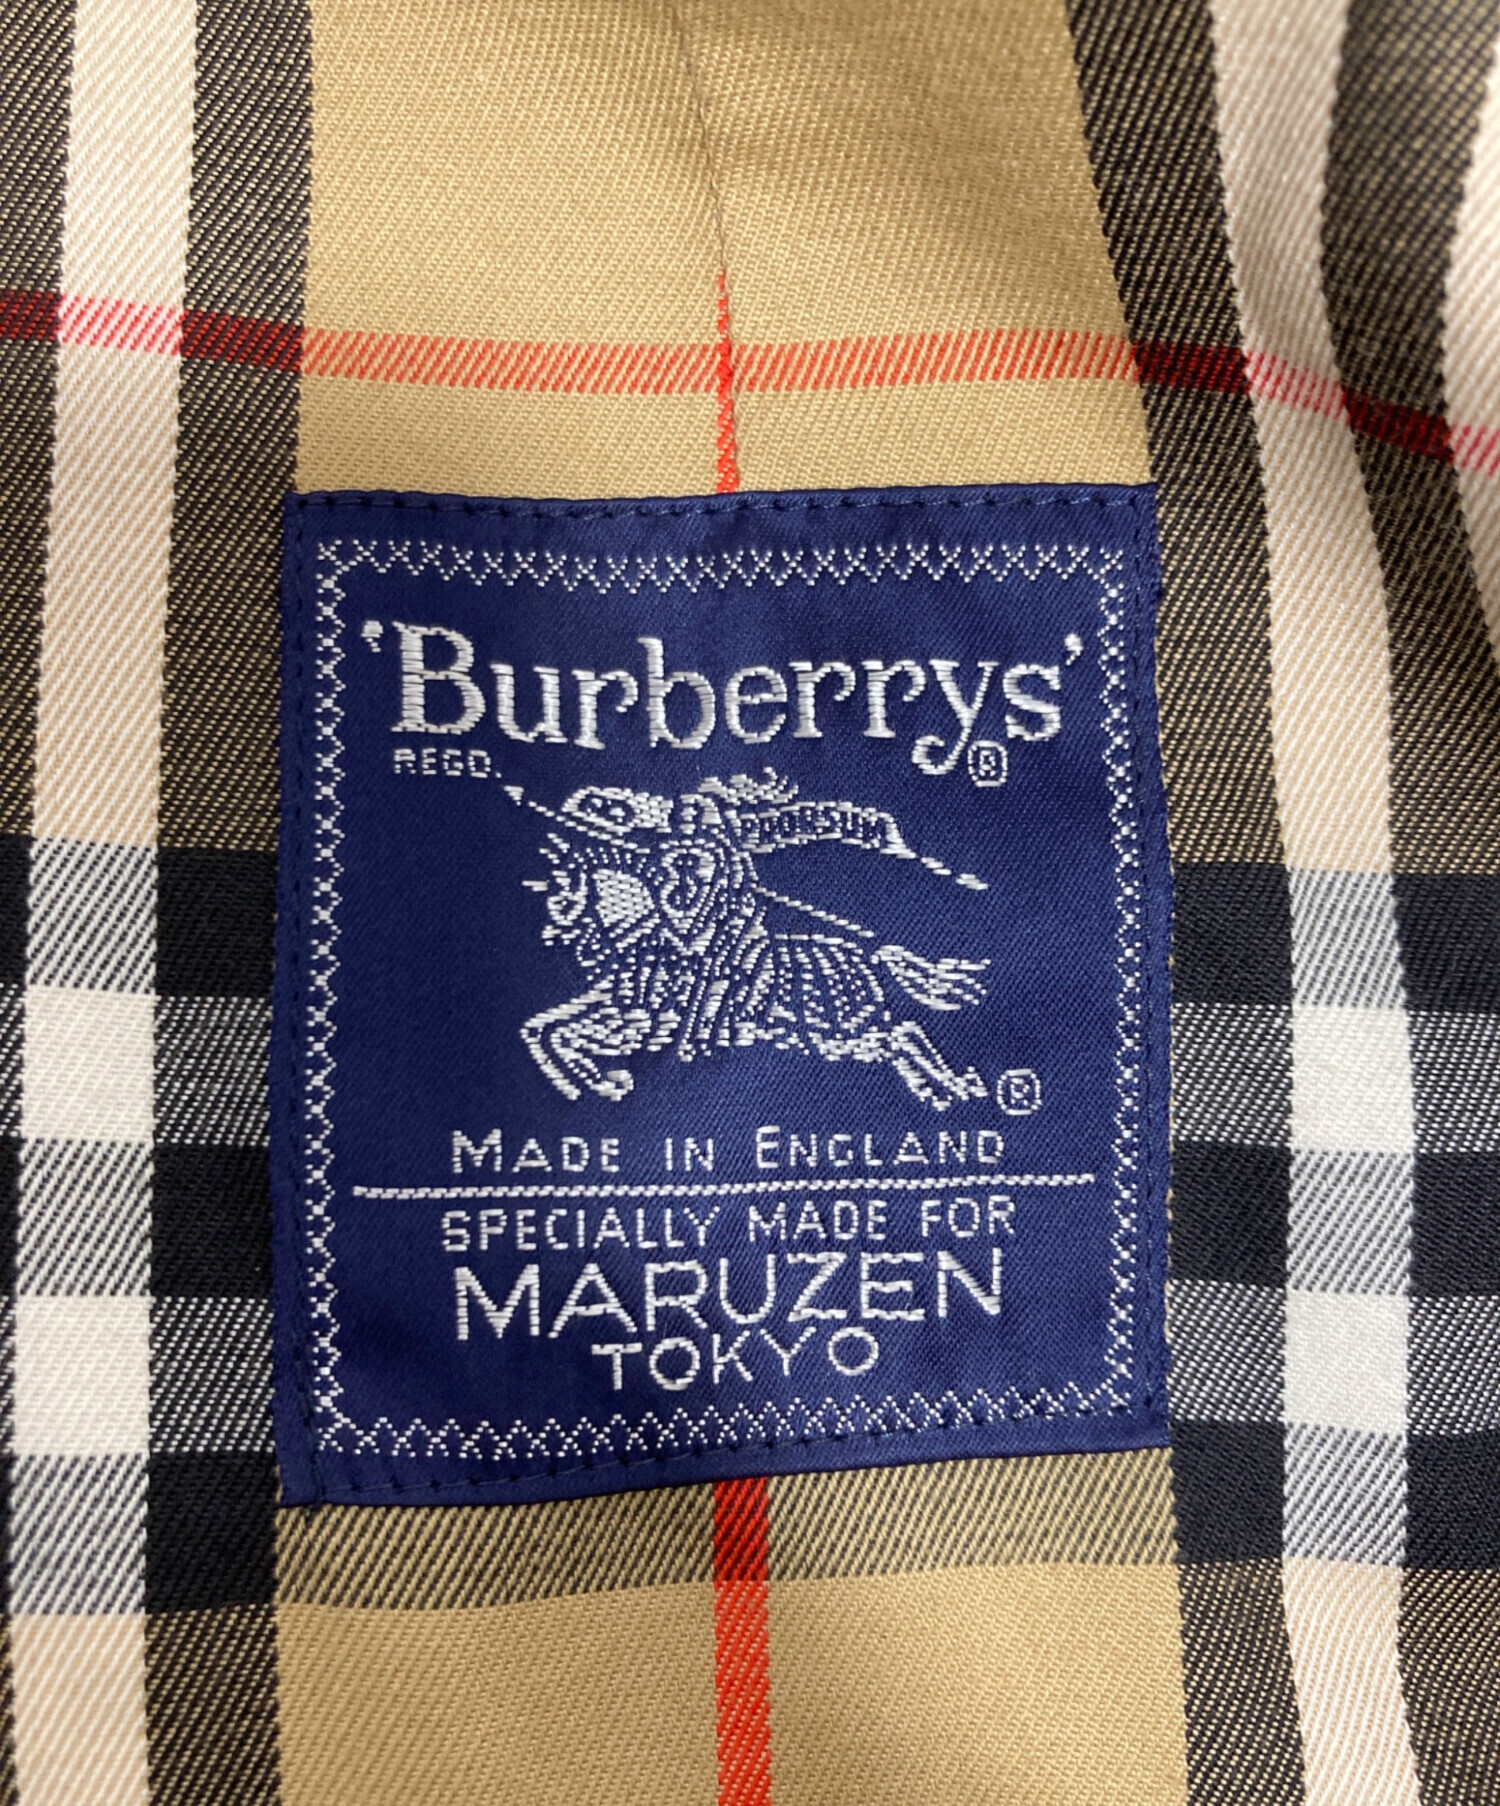 'Burberrys'
REGD. ®
PRORSUM
®
MADE IN ENGLAND
SPECIALLY MADE FOR
MARUZEN
TOKYO